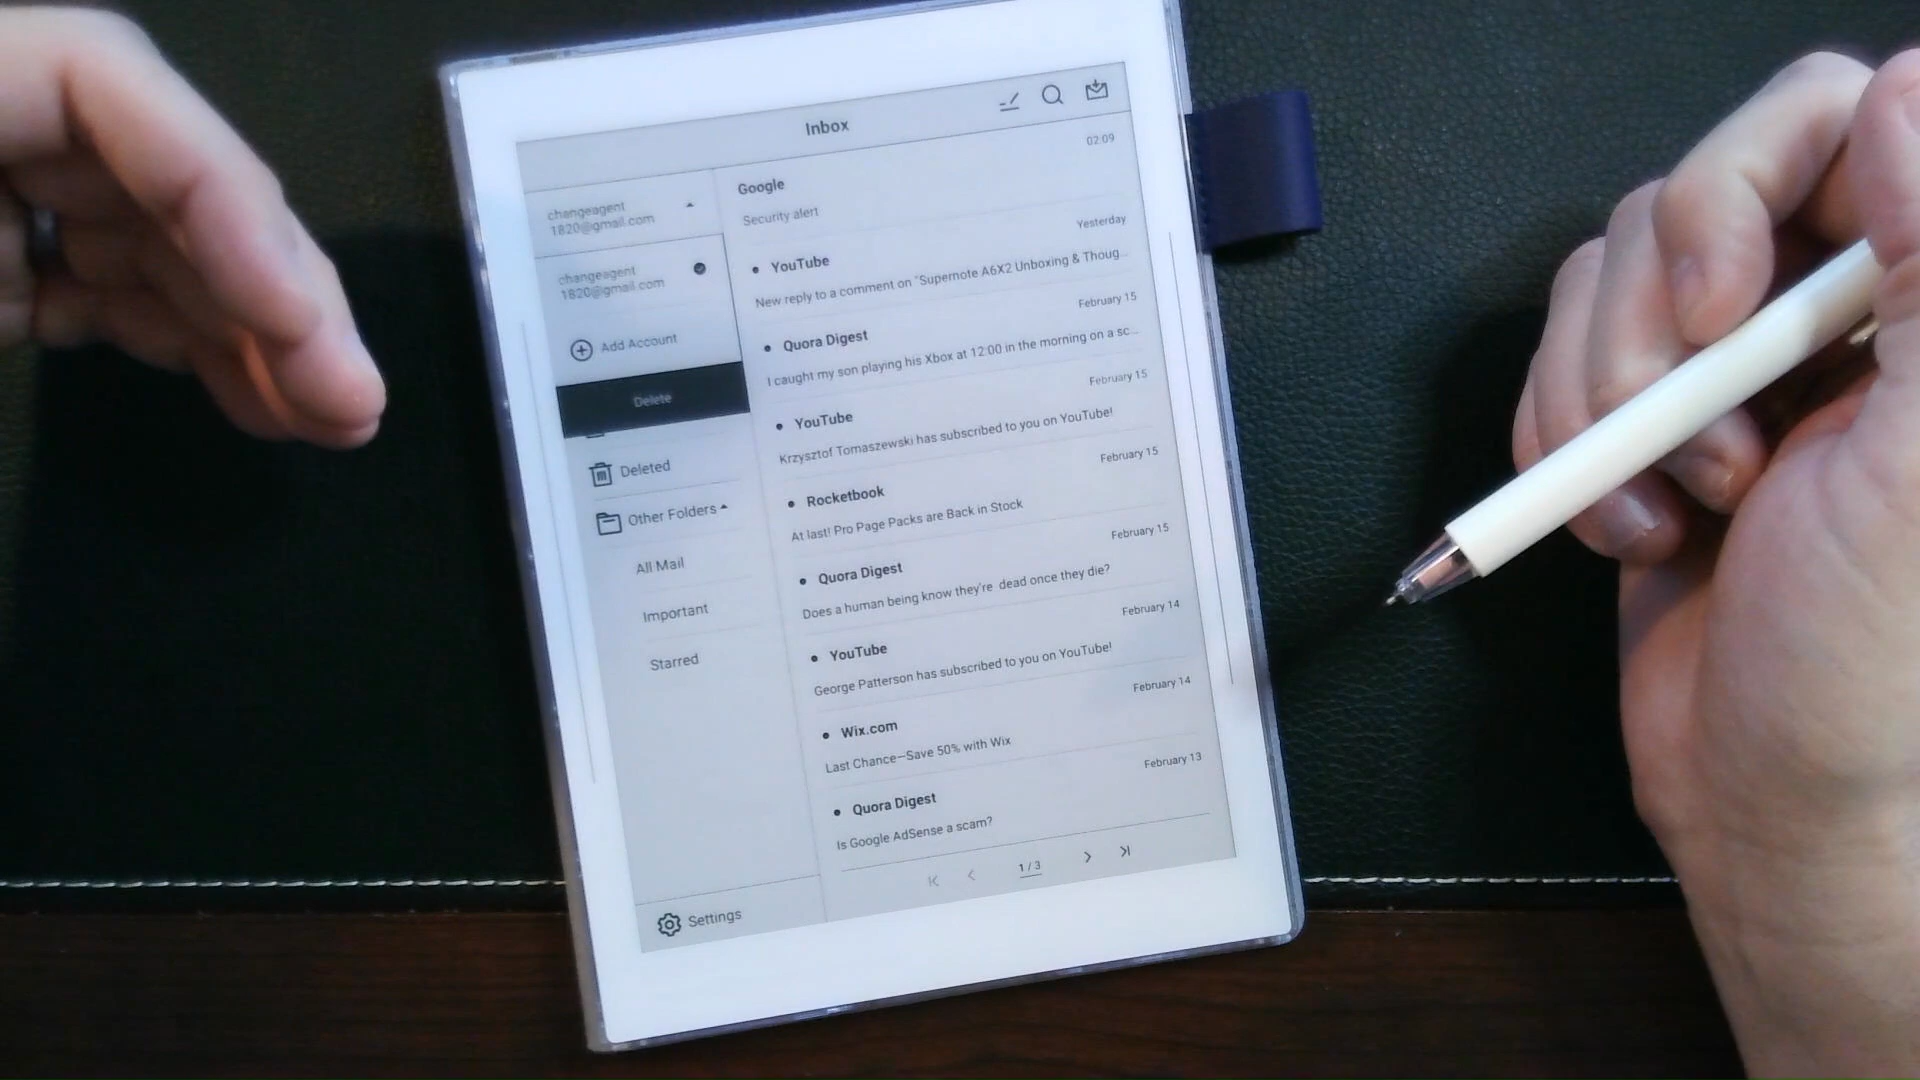 Inbox
changeagent
1820@gmail.com
changeagent
1820@gmail.com
Add Account
Delete
Deleted
Other Folders
All Mail
Important
Starred
Settings
02:09
Google
Security alert
Yesterday
YouTube
New reply to a comment on "Supernote A6X2 Unboxing & Thoug...
February 15
Quora Digest
I caught my son playing his Xbox at 12:00 in the morning on a sc...
February 15
YouTube
Krzysztof Tomaszewski has subscribed to you on YouTube!
February 15
Rocketbook
At last! Pro Page Packs are Back in Stock
February 15
Quora Digest
Does a human being know they're dead once they die?
February 14
YouTube
George Patterson has subscribed to you on YouTube!
February 14
Wix.com
Last Chance—Save 50% with Wix
February 13
Quora Digest
Is Google AdSense a scam?
1 / 3